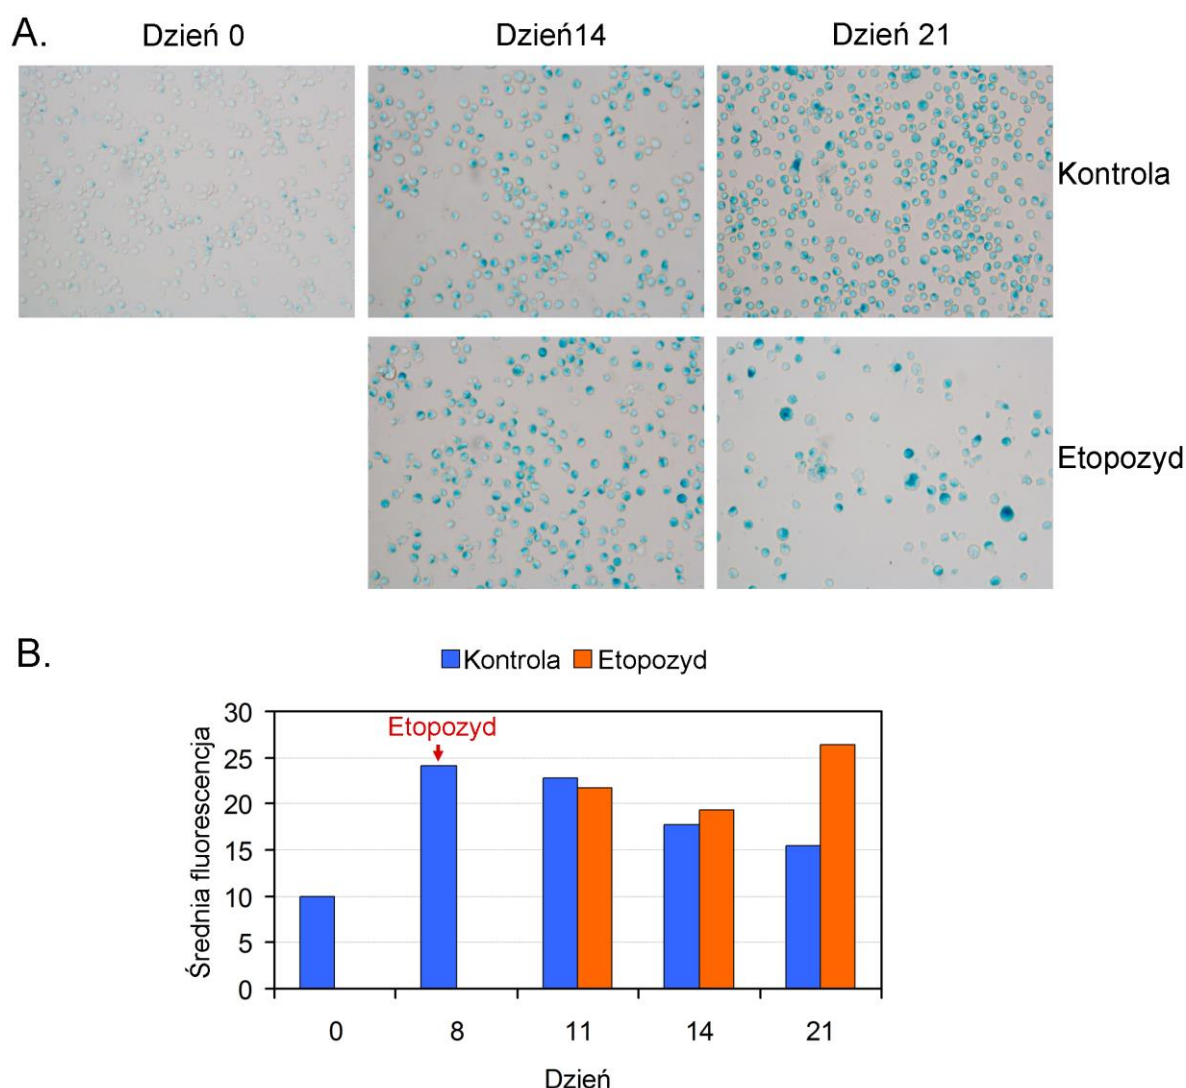 A.
Dzień 0
Dzień14
Dzień 21
Kontrola
Etopozyd
B.
Kontrola
Etopozyd
Średnia fluorescencja
30
25
20
15
10
5
0
Etopozyd
0
8
11
14
21
Dzień